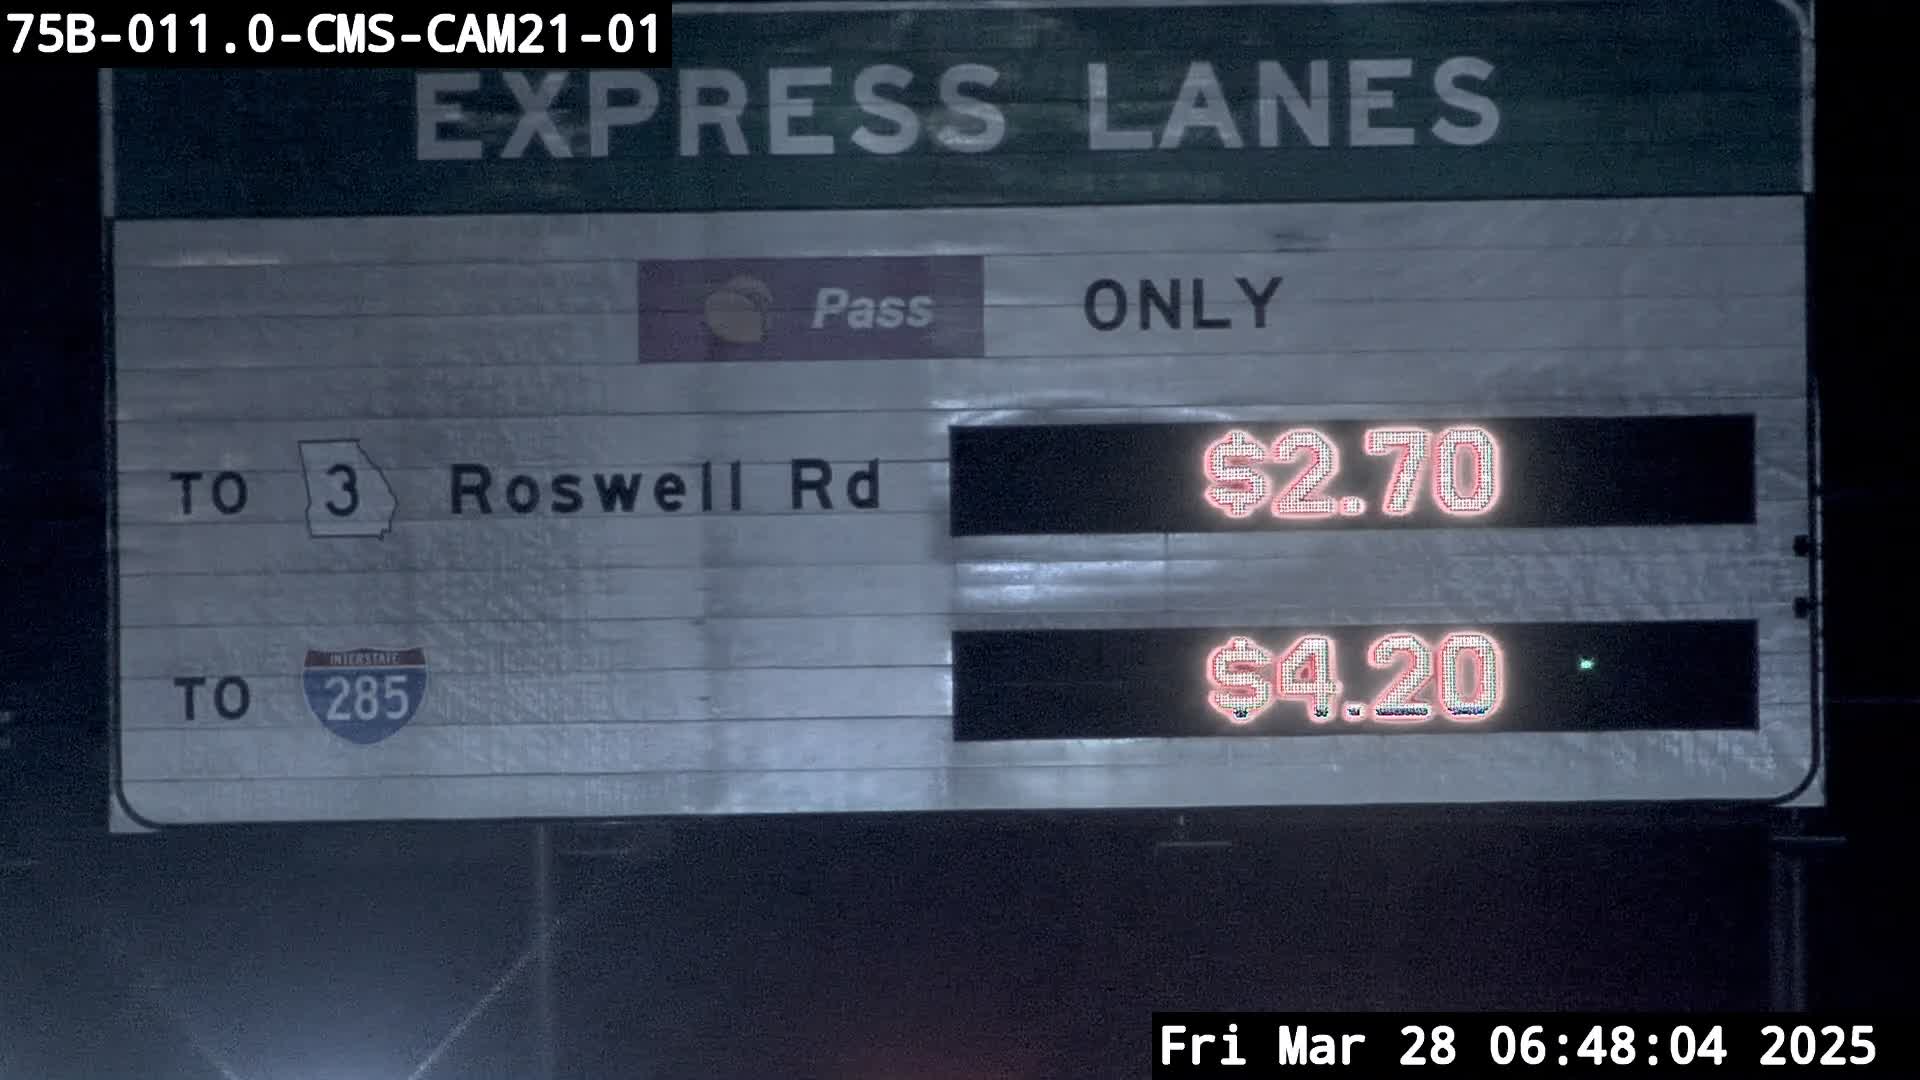 75B-011.0-CMS-CAM21-01
EXPRESS LANES
Pass ONLY
TO 3 Roswell Rd $2.70
INTERSTATE
TO 285 $4.20
Fri Mar 28 06:48:04 2025